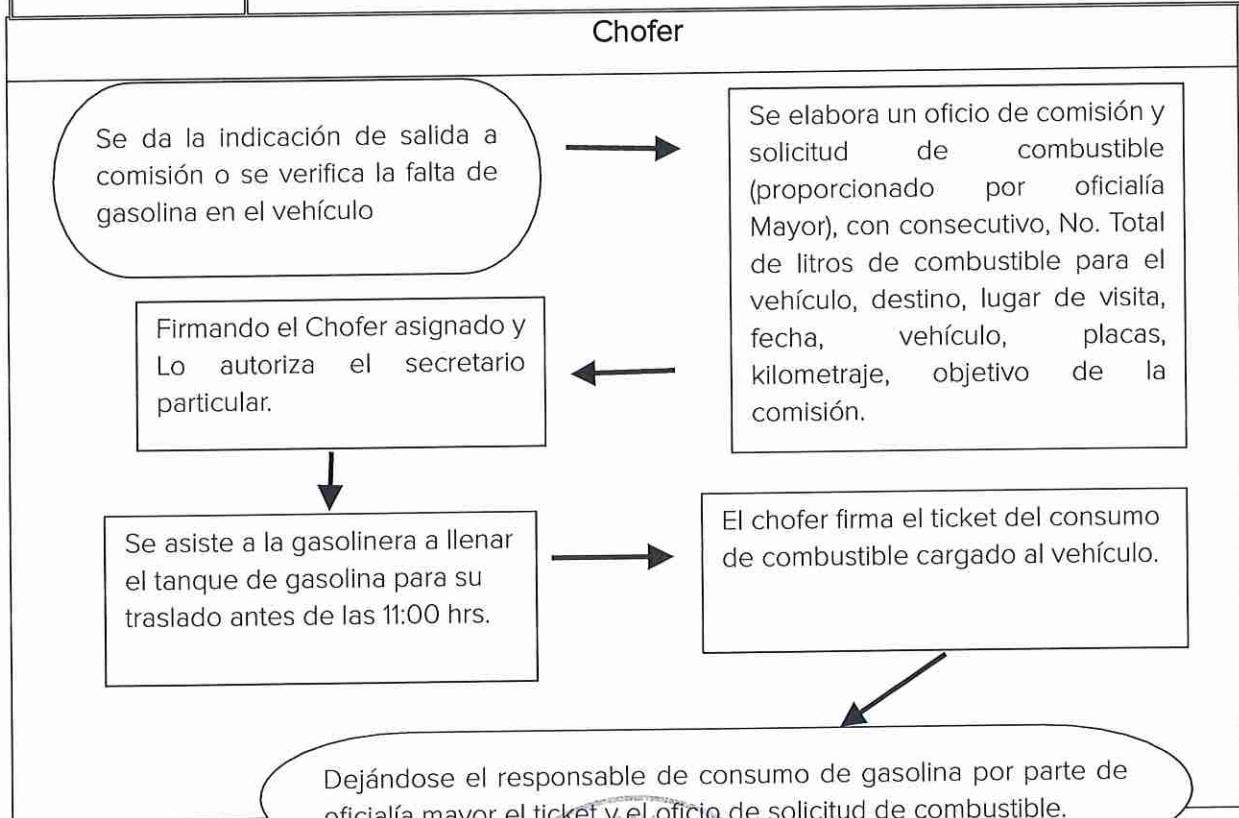 Chofer
Se da la indicación de salida a
comisión o se verifica la falta de
gasolina en el vehículo
Se elabora un oficio de comisión y
solicitud de combustible
(proporcionado por oficialía
Mayor), con consecutivo, No. Total
de litros de combustible para el
vehículo, destino, lugar de visita,
fecha, vehículo, placas,
kilometraje, objetivo de la
comisión.
Firmando el Chofer asignado y
Lo autoriza el secretario
particular.
Se asiste a la gasolinera a llenar
el tanque de gasolina para su
traslado antes de las 11:00 hrs.
El chofer firma el ticket del consumo
de combustible cargado al vehículo.
Dejándose el responsable de consumo de gasolina por parte de
oficialía mayor el ticket y el oficio de solicitud de combustible.